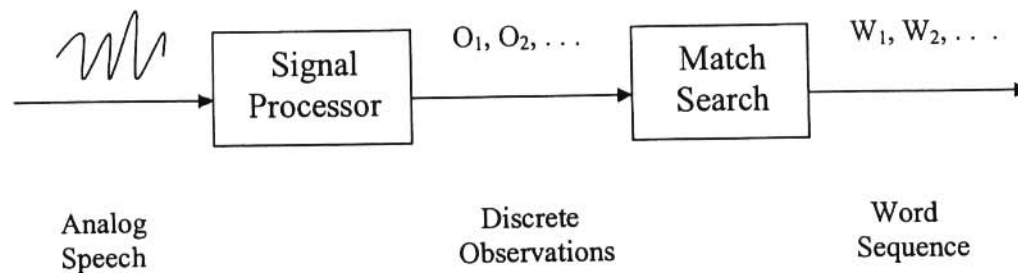 O₁, O₂, . . .
W₁, W₂, . . .
Signal
Processor
Match
Search
Analog
Speech
Discrete
Observations
Word
Sequence